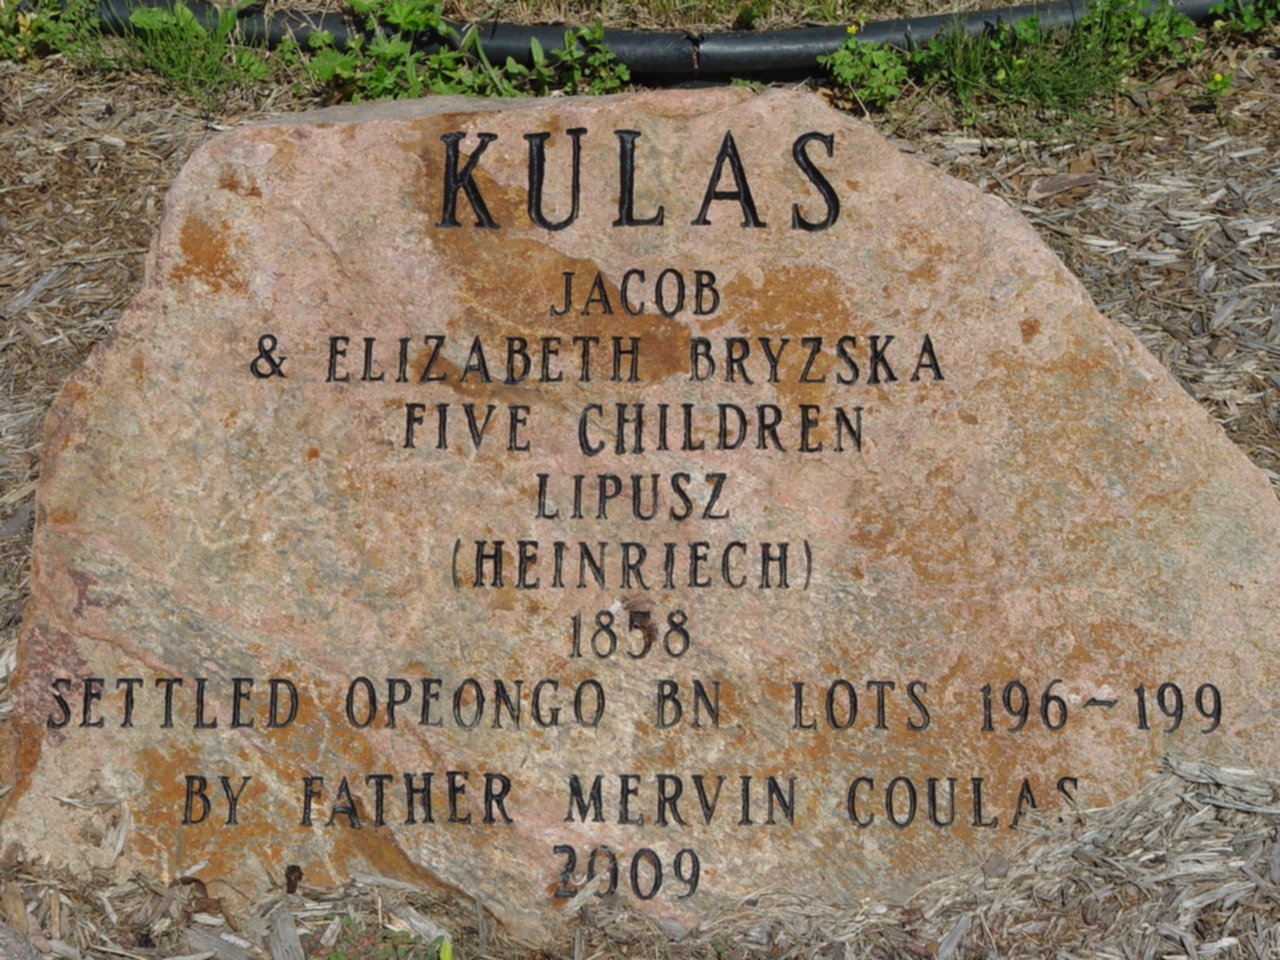 KULAS
JACOB
& ELIZABETH BRYZSKA
FIVE CHILDREN
LIPUSZ
(HEINRIECH)
1858
SETTLED OPEONGO BN. LOTS 196~199
BY FATHER MERVIN COULAS
2009